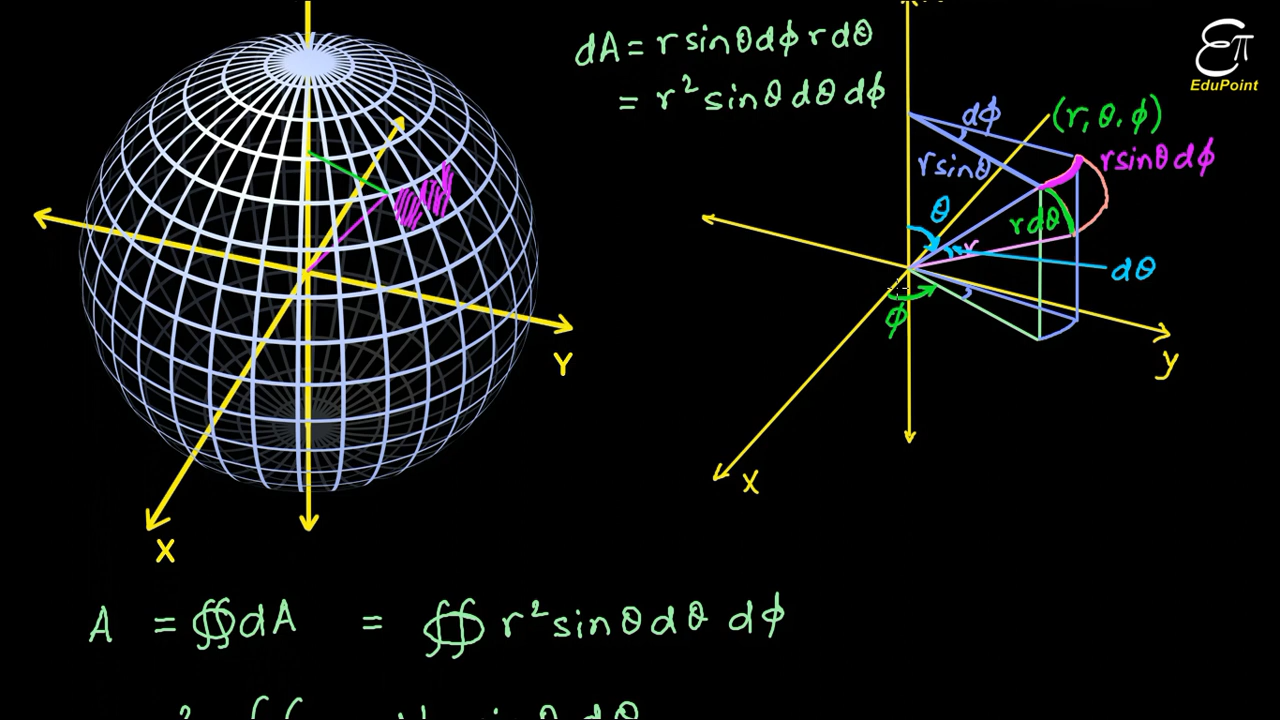 dA = r sinθ dφ r dθ
= r² sinθ dθ dφ
επ
EduPoint
(r, θ, φ)
dφ
r sinθ
r sinθ dφ
θ
r dθ
r
dθ
φ
y
x
Y
X
A = ∯ dA = ∯ r² sinθ dθ dφ